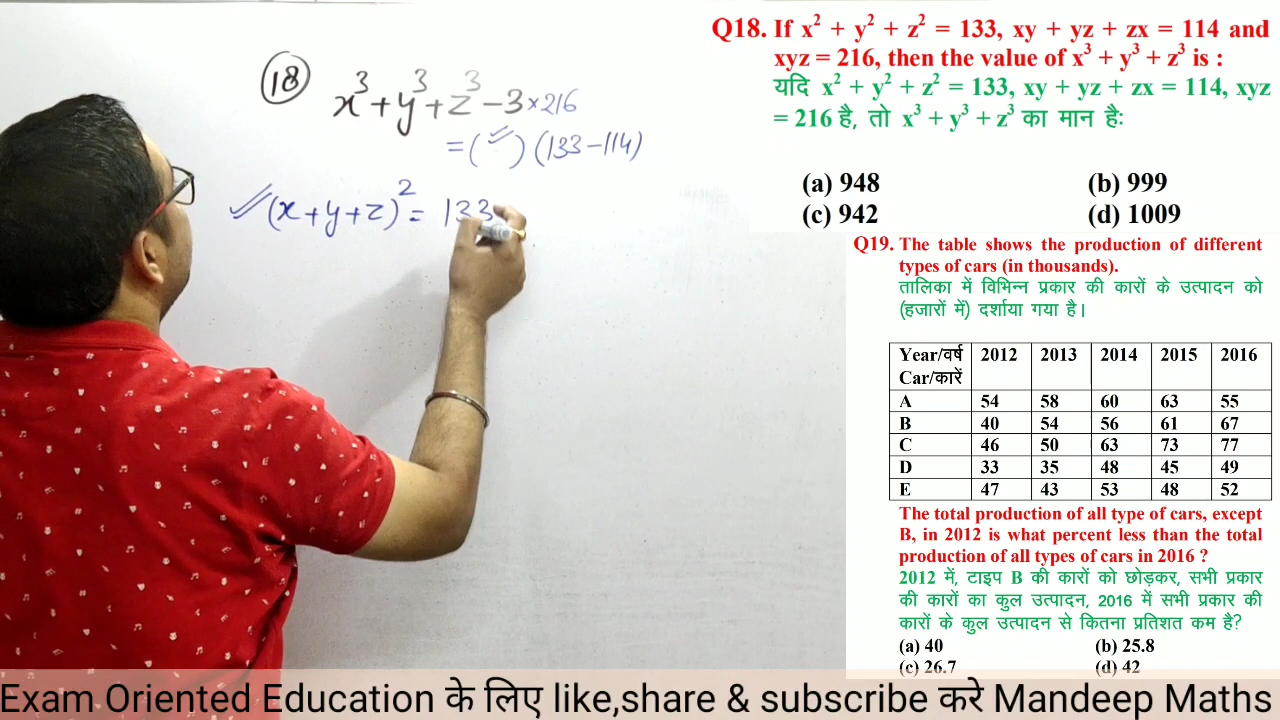 18 x³ + y³ + z³ - 3 × 216
= ( ✓ ) (133 - 114)
(x + y + z)² = 133
Q18. If x² + y² + z² = 133, xy + yz + zx = 114 and
xyz = 216, then the value of x³ + y³ + z³ is :
यदि x² + y² + z² = 133, xy + yz + zx = 114, xyz
= 216 है, तो x³ + y³ + z³ का मान है:
(a) 948 (b) 999
(c) 942 (d) 1009
Q19. The table shows the production of different
types of cars (in thousands).
तालिका में विभिन्न प्रकार की कारों के उत्पादन को
(हजारों में) दर्शाया गया है।
Year/वर्ष 2012 2013 2014 2015 2016
Car/कारें
A 54 58 60 63 55
B 40 54 56 61 67
C 46 50 63 73 77
D 33 35 48 45 49
E 47 43 53 48 52
The total production of all type of cars, except
B, in 2012 is what percent less than the total
production of all types of cars in 2016 ?
2012 में, टाइप B की कारों को छोड़कर, सभी प्रकार
की कारों का कुल उत्पादन, 2016 में सभी प्रकार की
कारों के कुल उत्पादन से कितना प्रतिशत कम है?
(a) 40 (b) 25.8
(c) 26.7 (d) 42
Exam Oriented Education के लिए like,share & subscribe करे Mandeep Maths